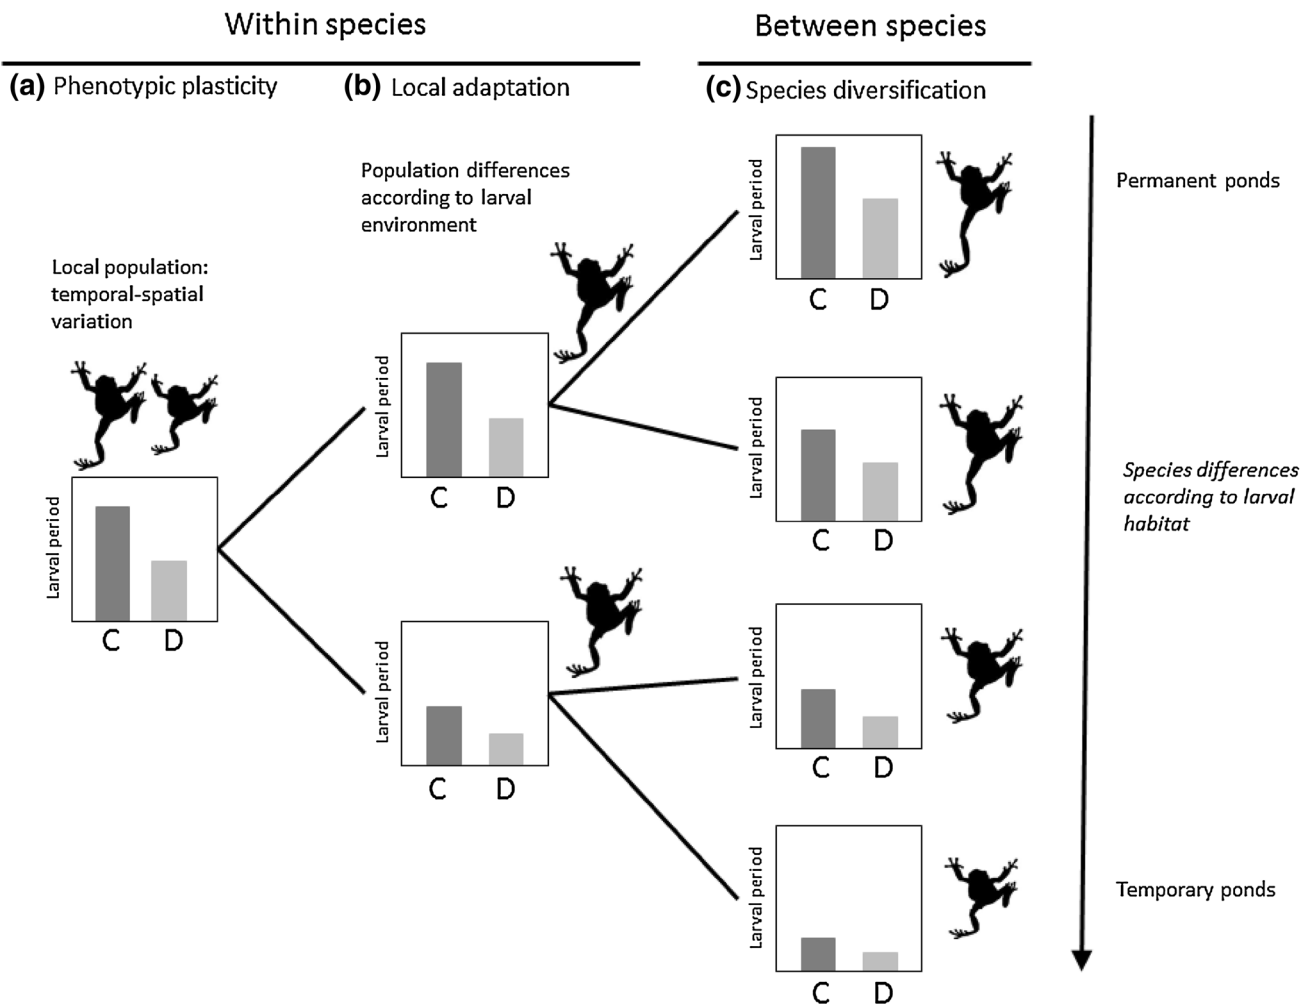 Within species
Between species
(a) Phenotypic plasticity
(b) Local adaptation
(c) Species diversification
Local population:
temporal-spatial
variation
Larval period
C D
Population differences
according to larval
environment
Larval period
C D
Larval period
C D
Larval period
C D
Larval period
C D
Larval period
C D
Larval period
C D
Permanent ponds
Species differences
according to larval
habitat
Temporary ponds